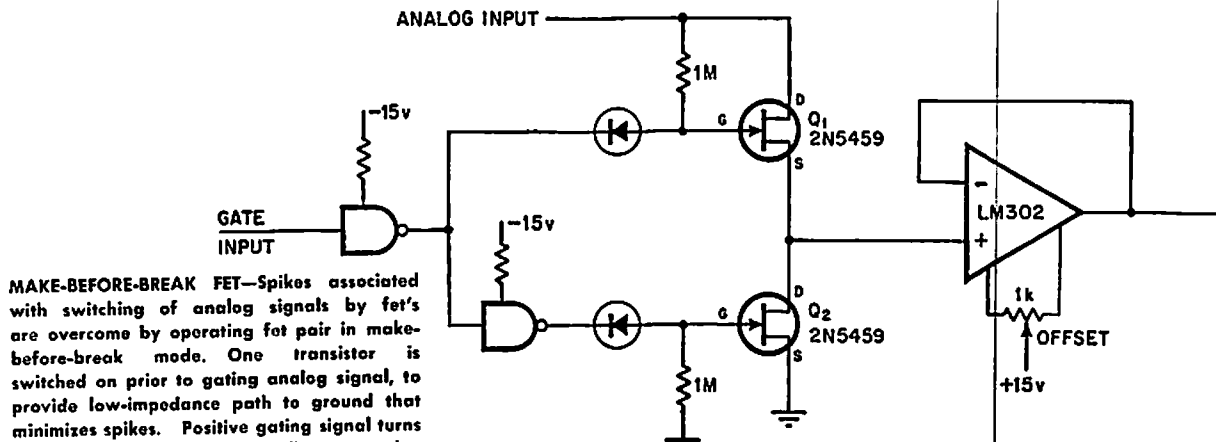 ANALOG INPUT
1M
D
G
Q1
2N5459
S
-15v
GATE
INPUT
-15v
-
LM302
+
D
G
Q2
2N5459
S
1M
1k
OFFSET
+15v
MAKE-BEFORE-BREAK FET—Spikes associated
with switching of analog signals by fet's
are overcome by operating fet pair in make-
before-break mode. One transistor is
switched on prior to gating analog signal, to
provide low-impedance path to ground that
minimizes spikes. Positive gating signal turns